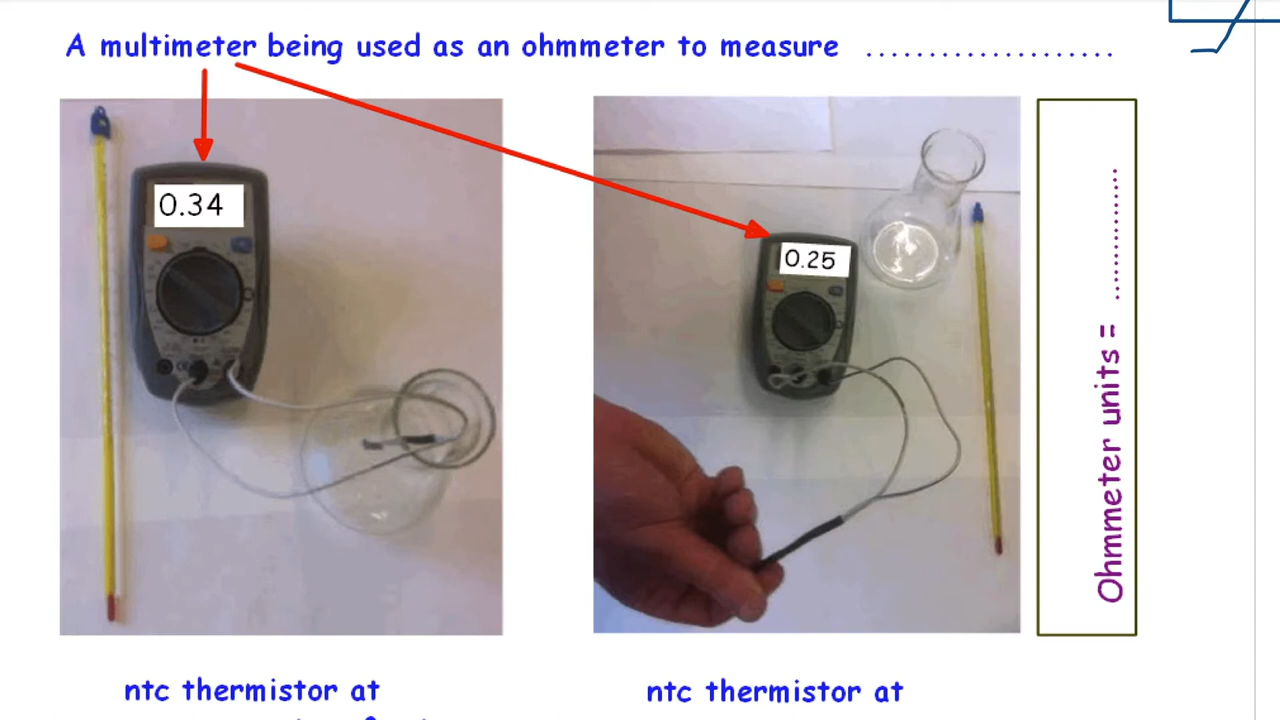 A multimeter being used as an ohmmeter to measure ...................
0.34
0.25
Ohmmeter units = ................
ntc thermistor at
ntc thermistor at